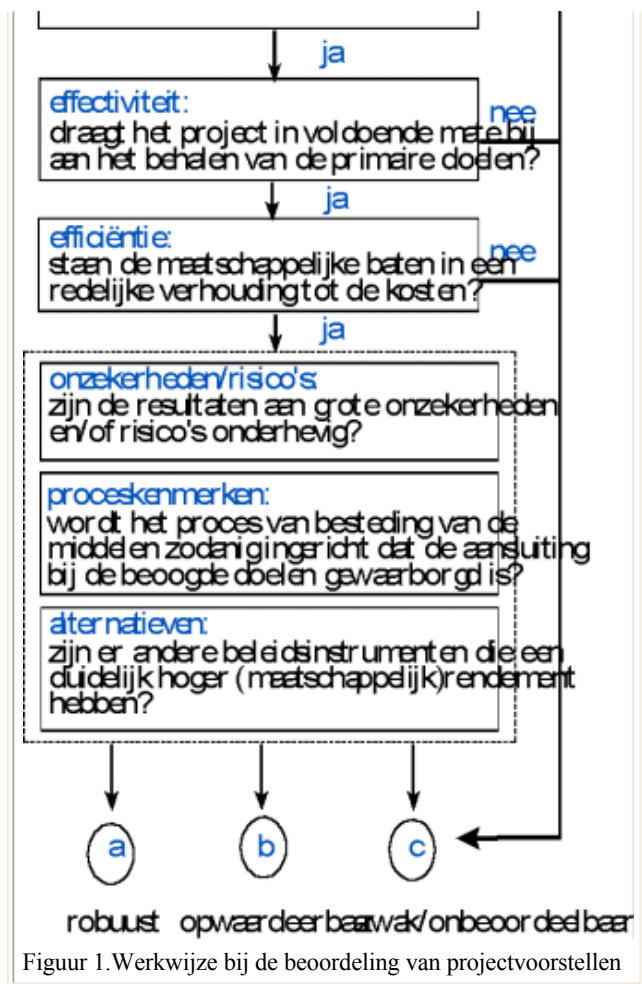 ja
effectiviteit:
nee
draagt het project in voldoende mate bij
aan het behalen van de primaire doelen?
ja
efficiëntie:
nee
staan de maatschappelijke baten in een
redelijke verhouding tot de kosten?
ja
onzekerheden/risico's:
zijn de resultaten aan grote onzekerheden
en/of risico's onderhevig?
proceskenmerken:
wordt het proces van besteding van de
middelen zodanig ingericht dat de aansluiting
bij de beoogde doelen gewaarborgd is?
alternatieven:
zijn er andere beleidsinstrumenten die een
duidelijk hoger (maatschappelijk) rendement
hebben?
a b c
robuust opwaardeerbaar zwak/onbeoordeelbaar
Figuur 1.Werkwijze bij de beoordeling van projectvoorstellen